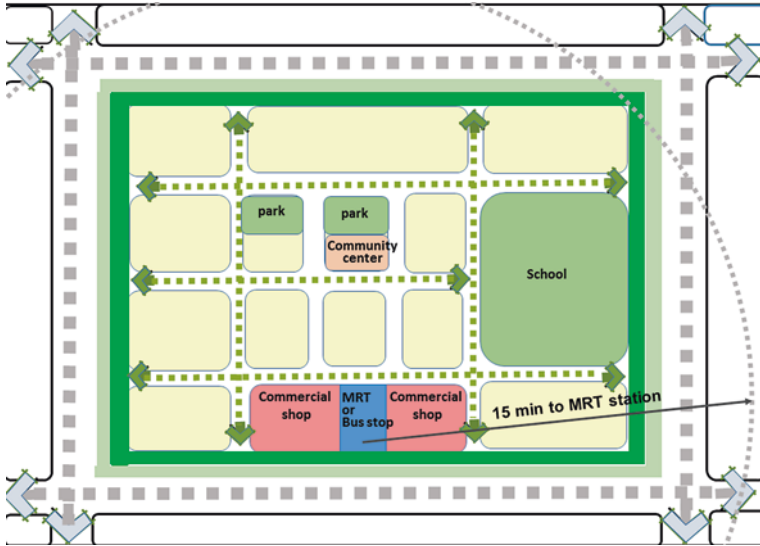 park
park
Community
center
School
Commercial
shop
MRT
or
Bus stop
Commercial
shop
15 min to MRT station